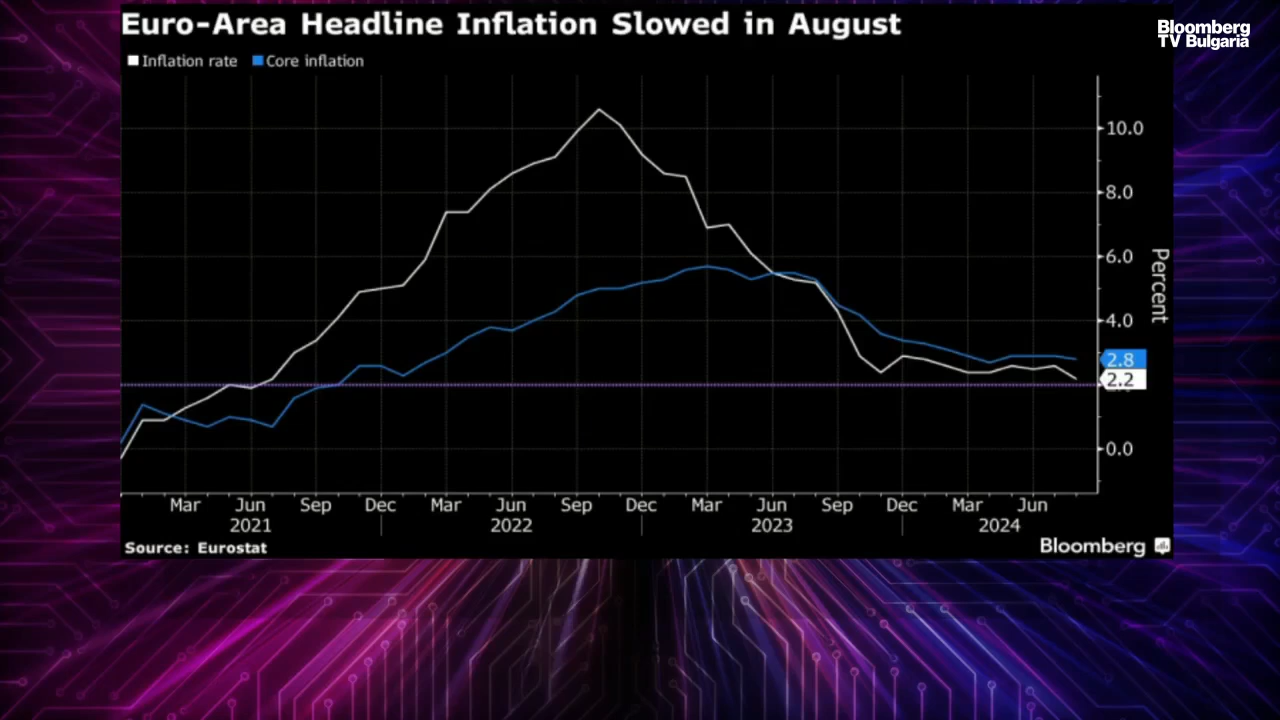 Euro-Area Headline Inflation Slowed in August
Bloomberg
TV Bulgaria
Inflation rate Core inflation
10.0
8.0
6.0
4.0
2.8
2.2
0.0
Percent
Mar Jun Sep Dec Mar Jun Sep Dec Mar Jun Sep Dec Mar Jun
2021 2022 2023 2024
Source: Eurostat
Bloomberg